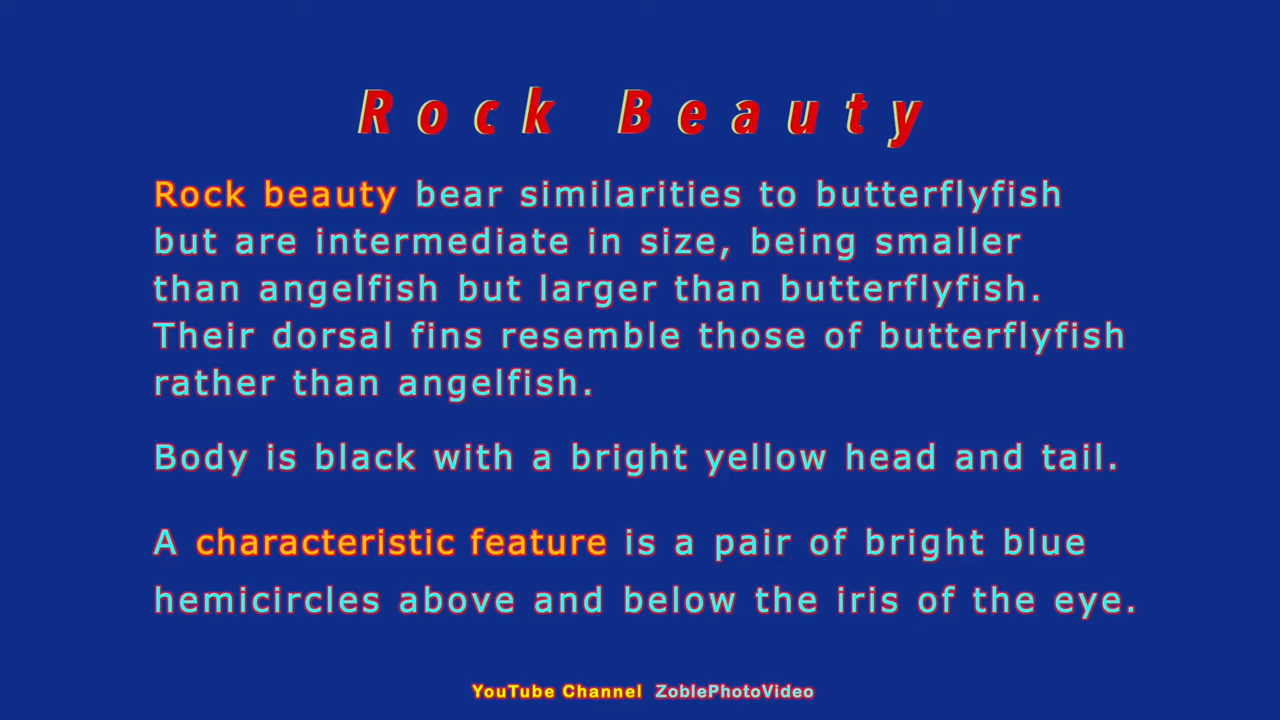 Rock Beauty
Rock beauty bear similarities to butterflyfish
but are intermediate in size, being smaller
than angelfish but larger than butterflyfish.
Their dorsal fins resemble those of butterflyfish
rather than angelfish.
Body is black with a bright yellow head and tail.
A characteristic feature is a pair of bright blue
hemicircles above and below the iris of the eye.
YouTube Channel ZoblePhotoVideo